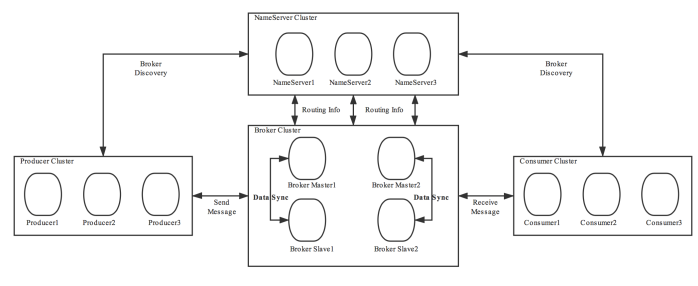 NameServer Cluster
NameServer1 NameServer2 NameServer3
Broker
Discovery
Broker
Discovery
Routing Info Routing Info
Broker Cluster
Producer Cluster
Producer1 Producer2 Producer3
Send
Message
Broker Master1 Broker Master2
Data Sync Data Sync
Broker Slave1 Broker Slave2
Receive
Message
Consumer Cluster
Consumer1 Consumer2 Consumer3